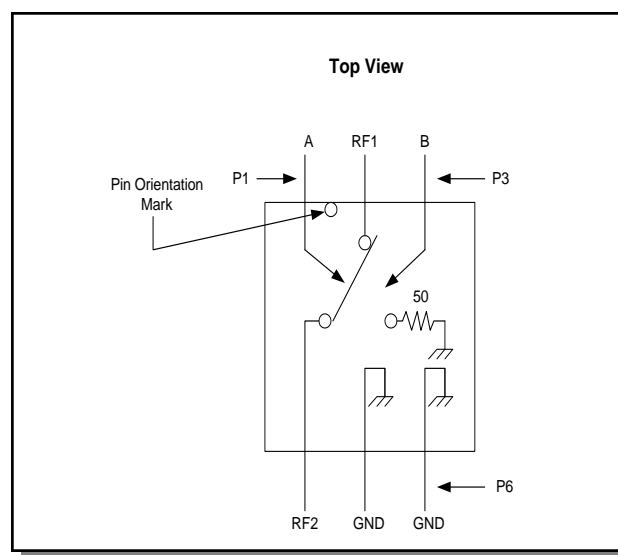 Top View
A RF1 B
P1 P3
Pin Orientation
Mark
50
P6
RF2 GND GND